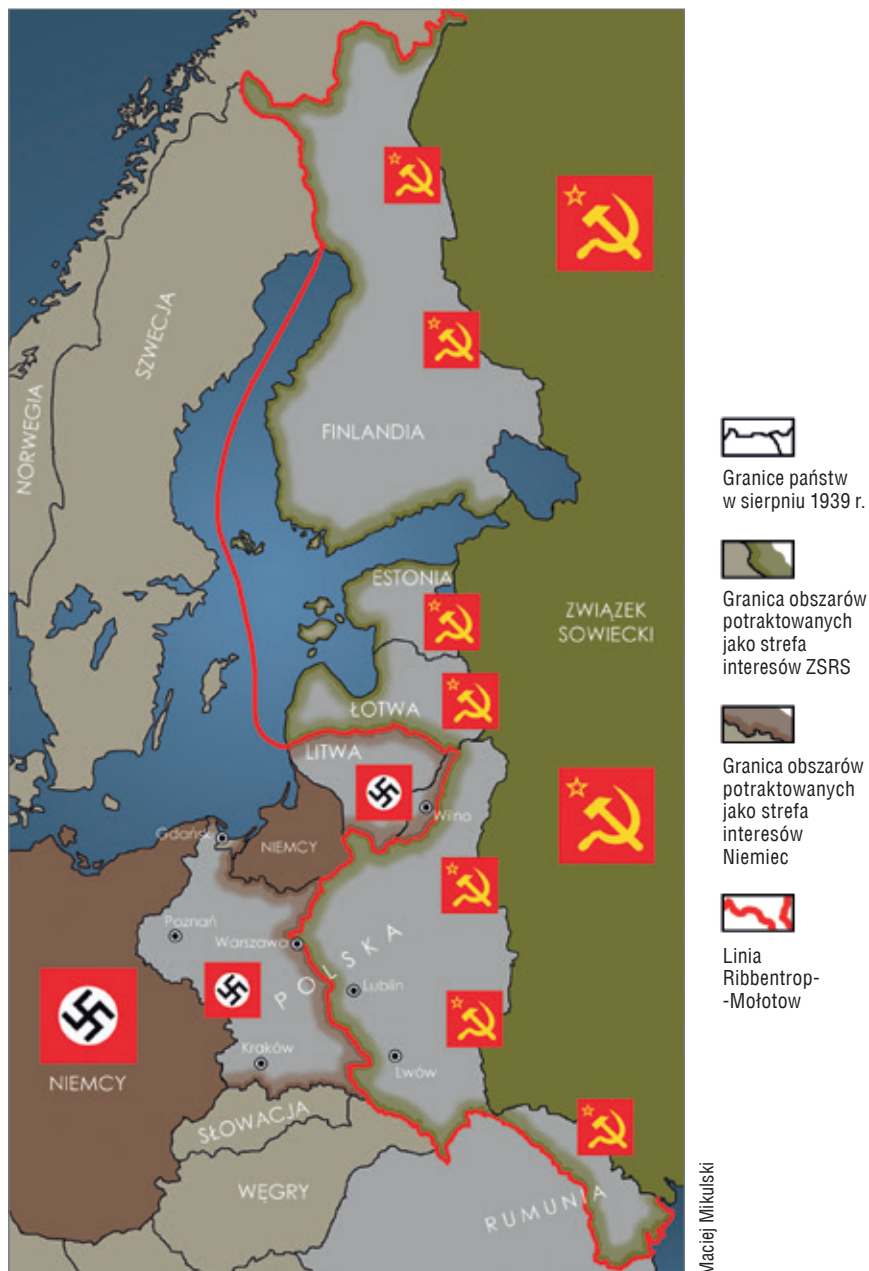 NORWEGIA
SZWECJA
FINLANDIA
ESTONIA
ZWIĄZEK
SOWIECKI
ŁOTWA
LITWA
Wilno
Gdańsk
NIEMCY
Poznań
Warszawa
POLSKA
Lublin
Kraków
Lwów
NIEMCY
SŁOWACJA
WĘGRY
RUMUNIA
Granice państw
w sierpniu 1939 r.
Granica obszarów
potraktowanych
jako strefa
interesów ZSRS
Granica obszarów
potraktowanych
jako strefa
interesów
Niemiec
Linia
Ribbentrop-
-Mołotow
Maciej Mikulski